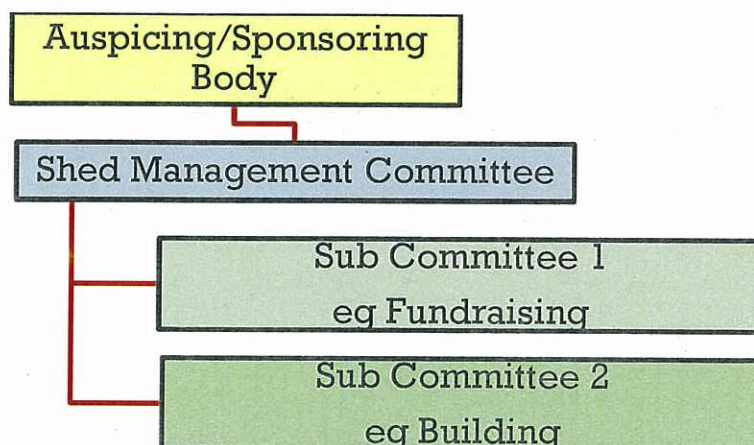 Auspicing/Sponsoring
Body
Shed Management Committee
Sub Committee 1
eg Fundraising
Sub Committee 2
eg Building